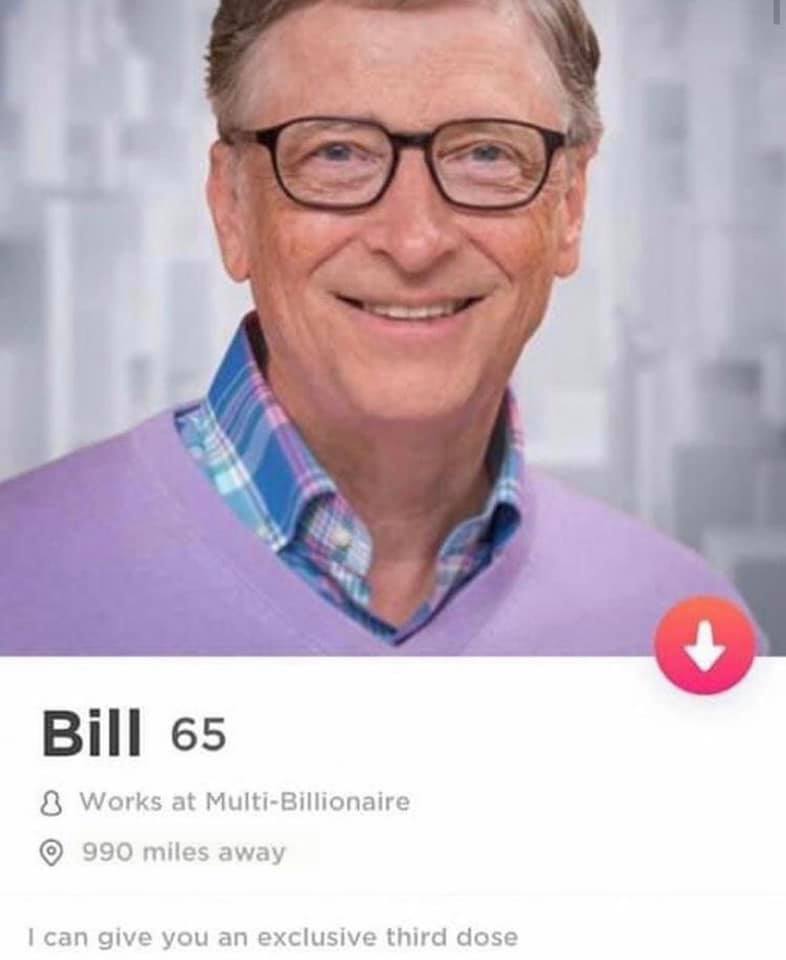 Bill 65
Works at Multi-Billionaire
990 miles away
I can give you an exclusive third dose